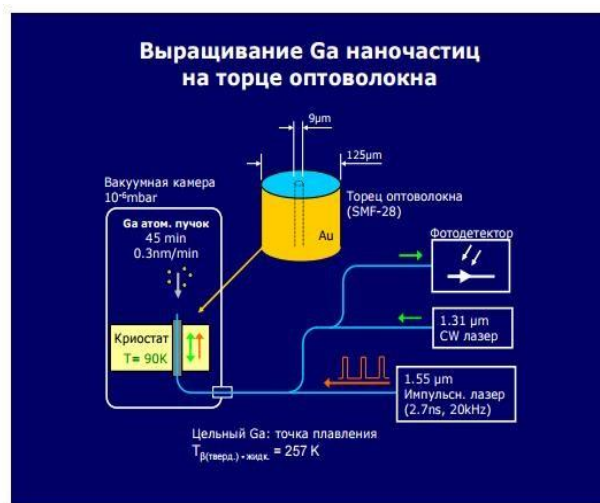 Выращивание Ga наночастиц
на торце оптоволокна
9µm
125µm
Вакуумная камера
10⁻⁶mbar
Ga атом. пучок
45 min
0.3nm/min
Au
Торец оптоволокна
(SMF-28)
Фотодетектор
Криостат
T= 90K
1.31 µm
CW лазер
1.55 µm
Импульсн. лазер
(2.7ns, 20kHz)
Цельный Ga: точка плавления
Tβ(тверд.) - жидк. = 257 K